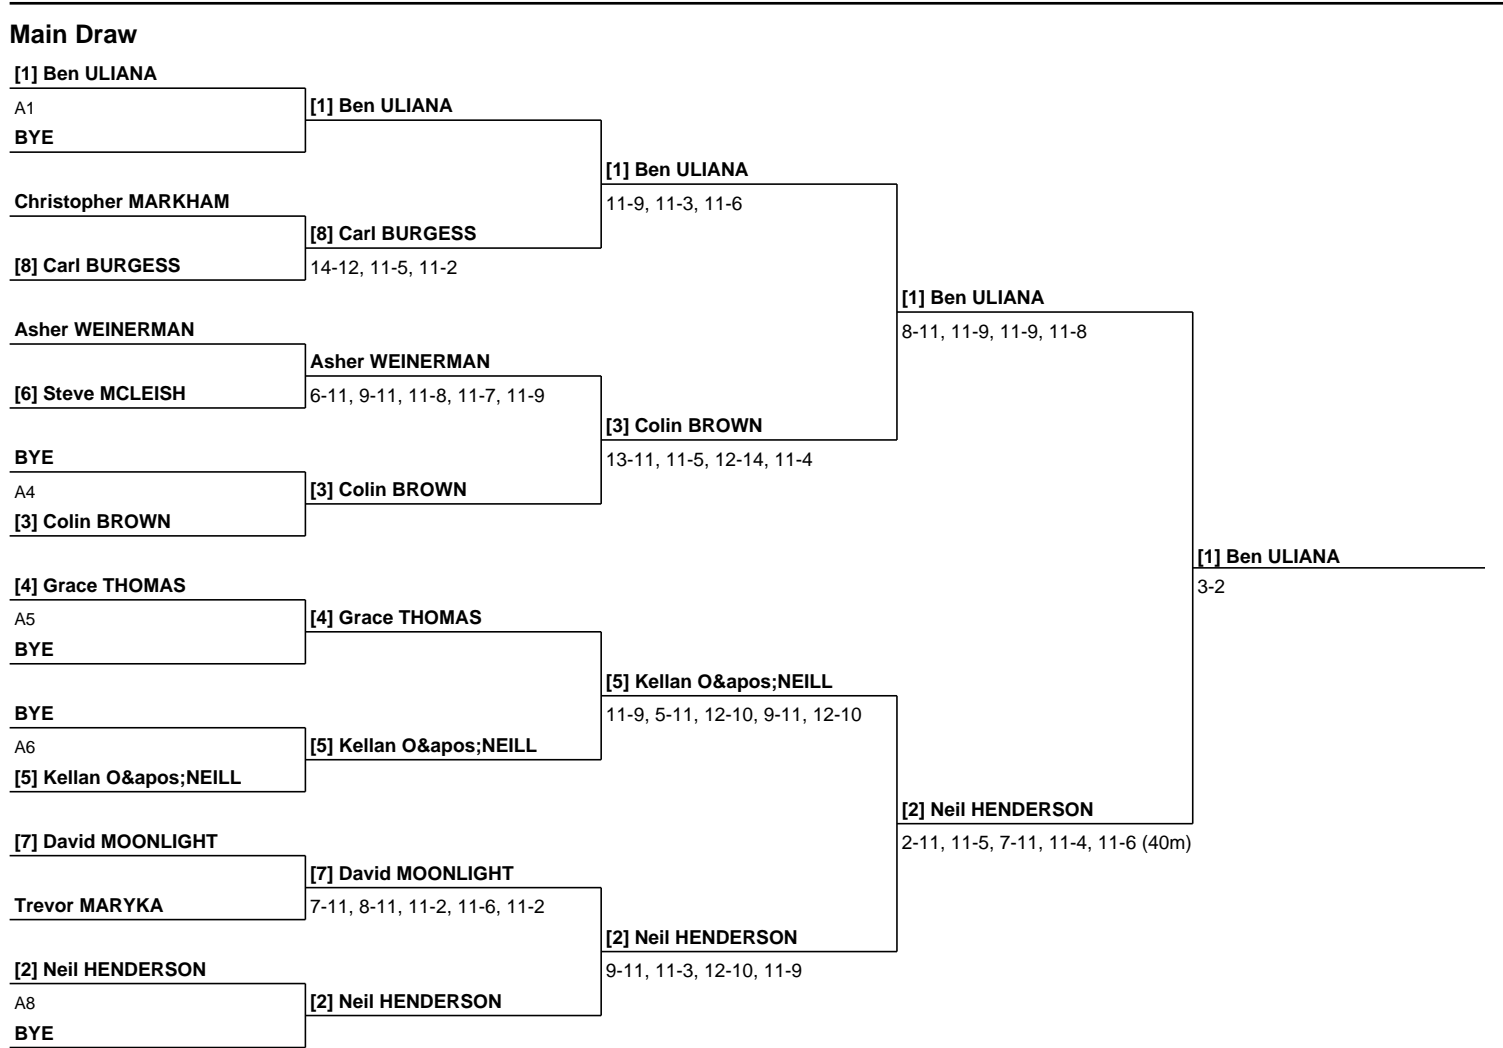 Main Draw
[1] Ben ULIANA
A1
BYE
Christopher MARKHAM
[8] Carl BURGESS
Asher WEINERMAN
[6] Steve MCLEISH
BYE
A4
[3] Colin BROWN
[4] Grace THOMAS
A5
BYE
BYE
A6
[5] Kellan O&apos;NEILL
[7] David MOONLIGHT
Trevor MARYKA
[2] Neil HENDERSON
A8
BYE
[1] Ben ULIANA
[8] Carl BURGESS
14-12, 11-5, 11-2
Asher WEINERMAN
6-11, 9-11, 11-8, 11-7, 11-9
[3] Colin BROWN
[4] Grace THOMAS
[5] Kellan O&apos;NEILL
[7] David MOONLIGHT
7-11, 8-11, 11-2, 11-6, 11-2
[2] Neil HENDERSON
[1] Ben ULIANA
11-9, 11-3, 11-6
[3] Colin BROWN
13-11, 11-5, 12-14, 11-4
[5] Kellan O&apos;NEILL
11-9, 5-11, 12-10, 9-11, 12-10
[2] Neil HENDERSON
9-11, 11-3, 12-10, 11-9
[1] Ben ULIANA
8-11, 11-9, 11-9, 11-8
[2] Neil HENDERSON
2-11, 11-5, 7-11, 11-4, 11-6 (40m)
[1] Ben ULIANA
3-2